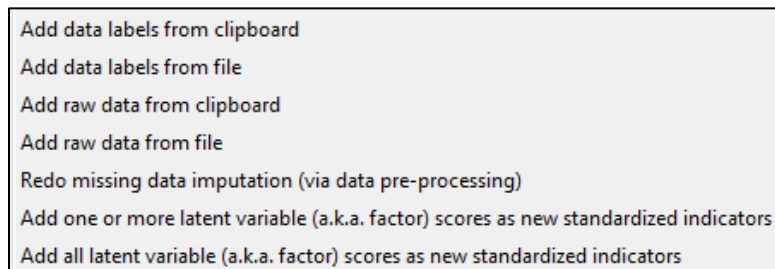 Add data labels from clipboard
Add data labels from file
Add raw data from clipboard
Add raw data from file
Redo missing data imputation (via data pre-processing)
Add one or more latent variable (a.k.a. factor) scores as new standardized indicators
Add all latent variable (a.k.a. factor) scores as new standardized indicators